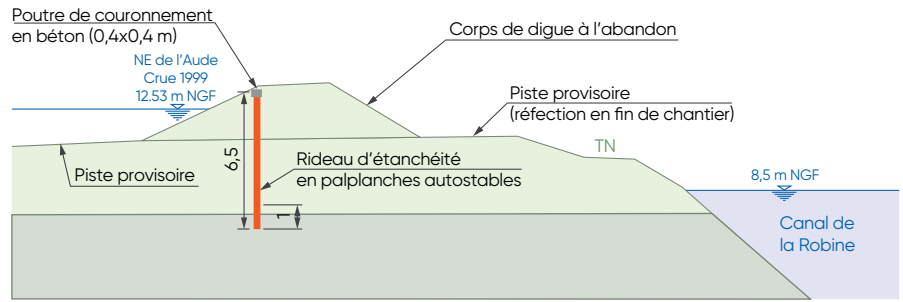 Poutre de couronnement
en béton (0,4x0,4 m)
NE de l'Aude
Crue 1999
12.53 m NGF
Corps de digue à l'abandon
Piste provisoire
(réfection en fin de chantier)
TN
Piste provisoire
6,5
Rideau d'étanchéité
en palplanches autostables
1
8,5 m NGF
Canal de
la Robine